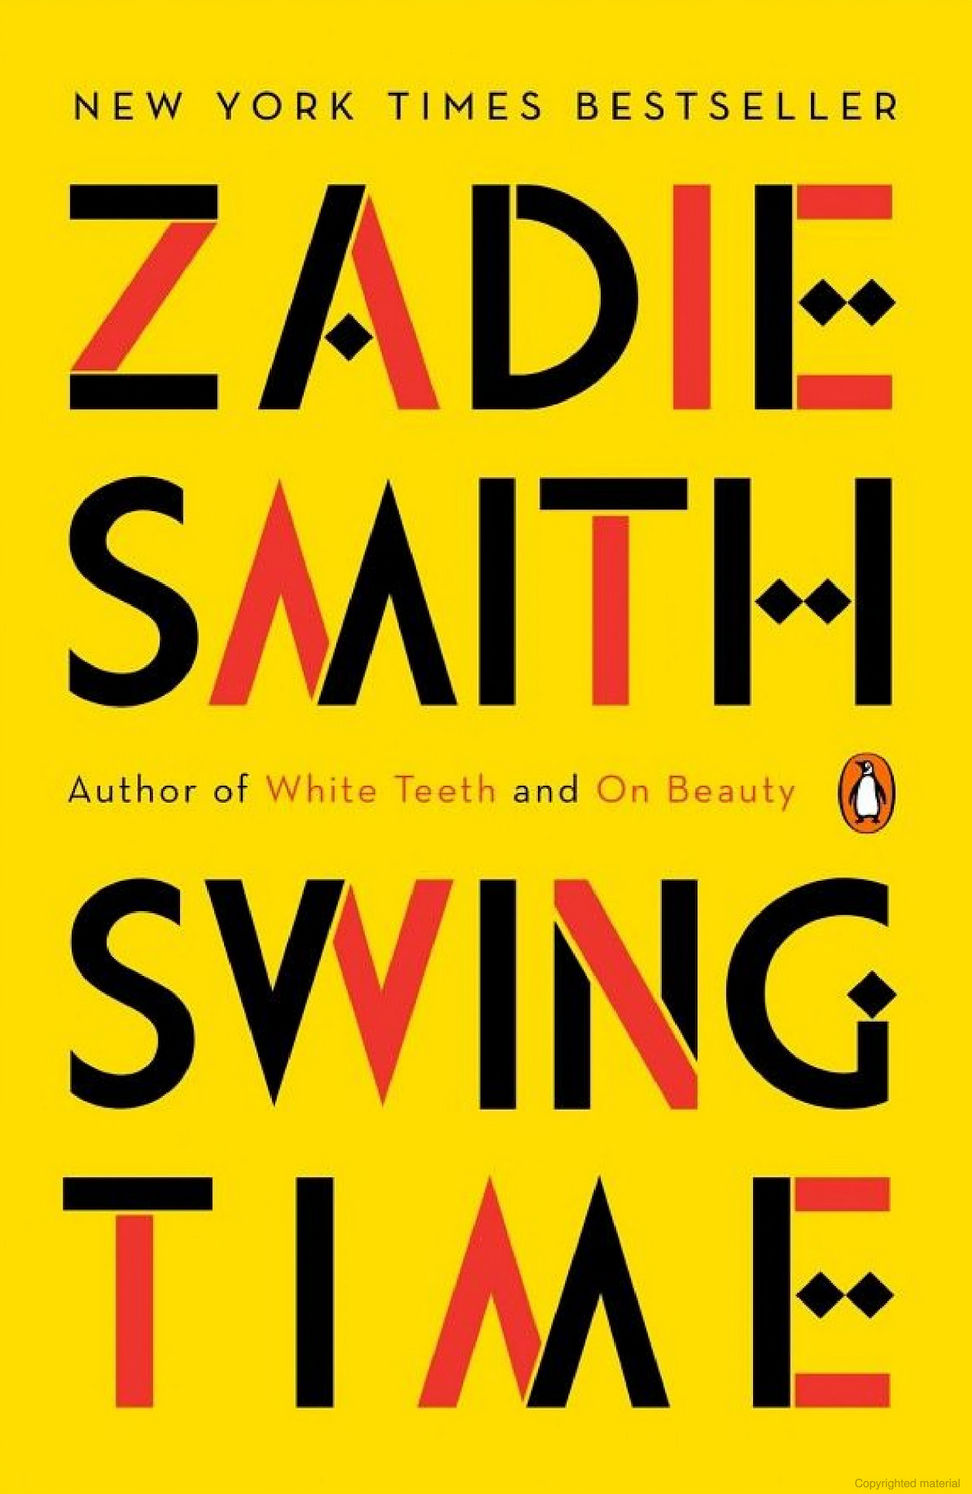 NEW YORK TIMES BESTSELLER
ZADIE
SMITH
Author of White Teeth and On Beauty
SWING
TIME
Copyrighted material